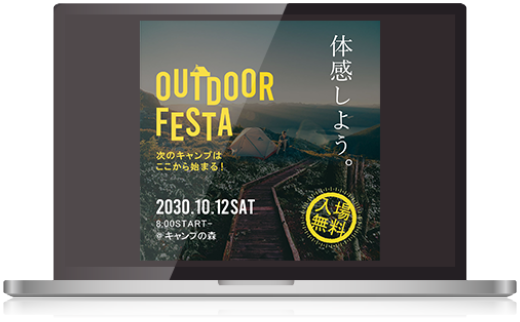 体感しよう。
OUTDOOR
FESTA
次のキャンプは
ここから始まる！
2030.10.12SAT
8:00START-
@キャンプの森
入場
無料